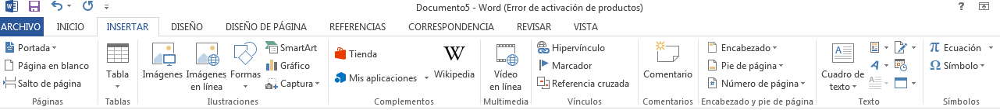 Documento5 - Word (Error de activación de productos)
ARCHIVO INICIO INSERTAR DISEÑO DISEÑO DE PÁGINA REFERENCIAS CORRESPONDENCIA REVISAR VISTA
Portada
Página en blanco
Salto de página
Páginas
Tabla
Tablas
Imágenes
Imágenes en línea
Formas
SmartArt
Gráfico
Captura
Ilustraciones
Tienda
Mis aplicaciones
W
Wikipedia
Complementos
Vídeo
en línea
Multimedia
Hipervínculo
Marcador
Referencia cruzada
Vínculos
Comentario
Comentarios
Encabezado
Pie de página
Número de página
Encabezado y pie de página
Cuadro de
texto
Texto
π Ecuación
Ω Símbolo
Símbolos